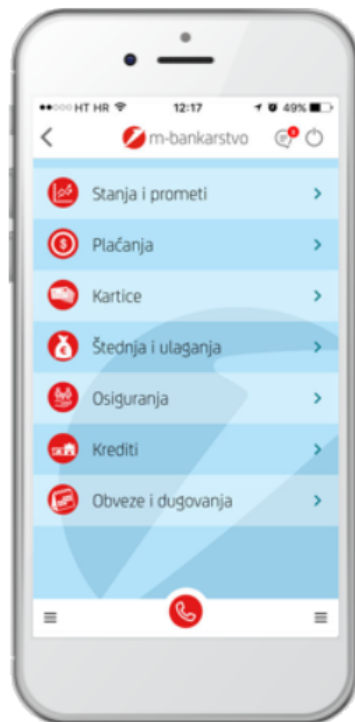 HT HR 12:17 49%
m-bankarstvo
Stanja i prometi
Plaćanja
Kartice
Štednja i ulaganja
Osiguranja
Krediti
Obveze i dugovanja